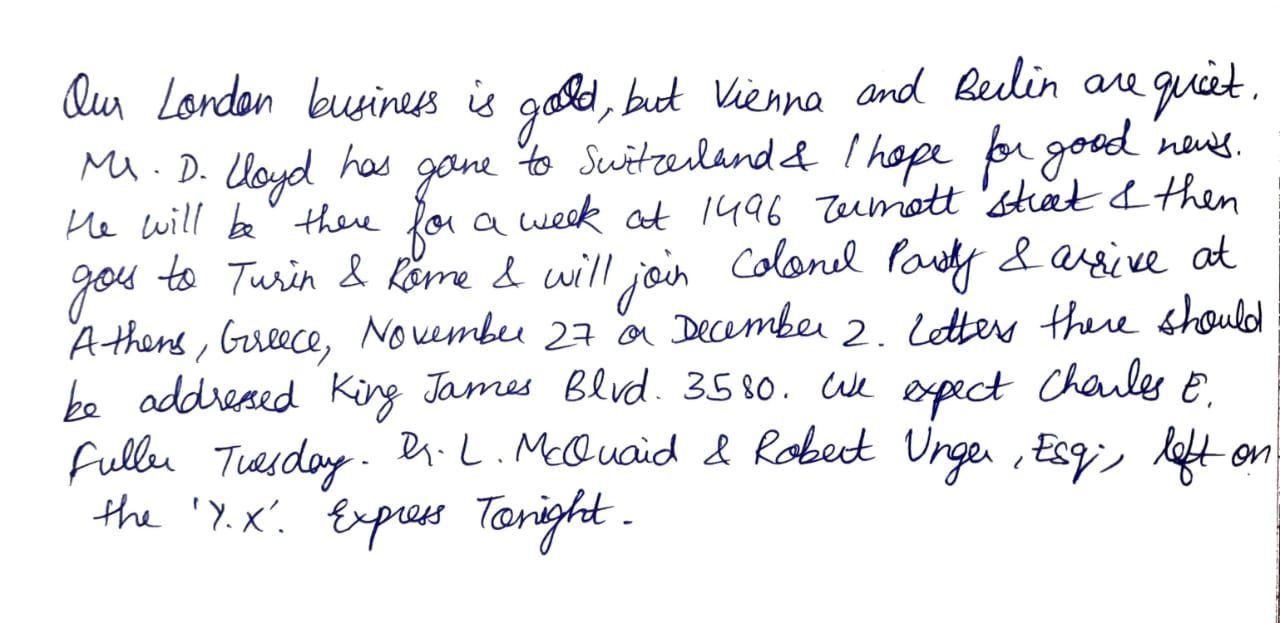 Our London business is good, but Vienna and Berlin are quiet.
Mr. D. Lloyd has gone to Switzerland & I hope for good news.
He will be there for a week at 1496 Zermott Street & then
goes to Turin & Rome & will join Colonel Pardy & arrive at
Athens, Greece, November 27 or December 2. Letters there should
be addressed King James Blvd. 3580. We expect Charles E.
Fuller Tuesday. Dr. L. McQuaid & Robert Unger, Esq., left on
the 'Y.X'. Express Tonight.